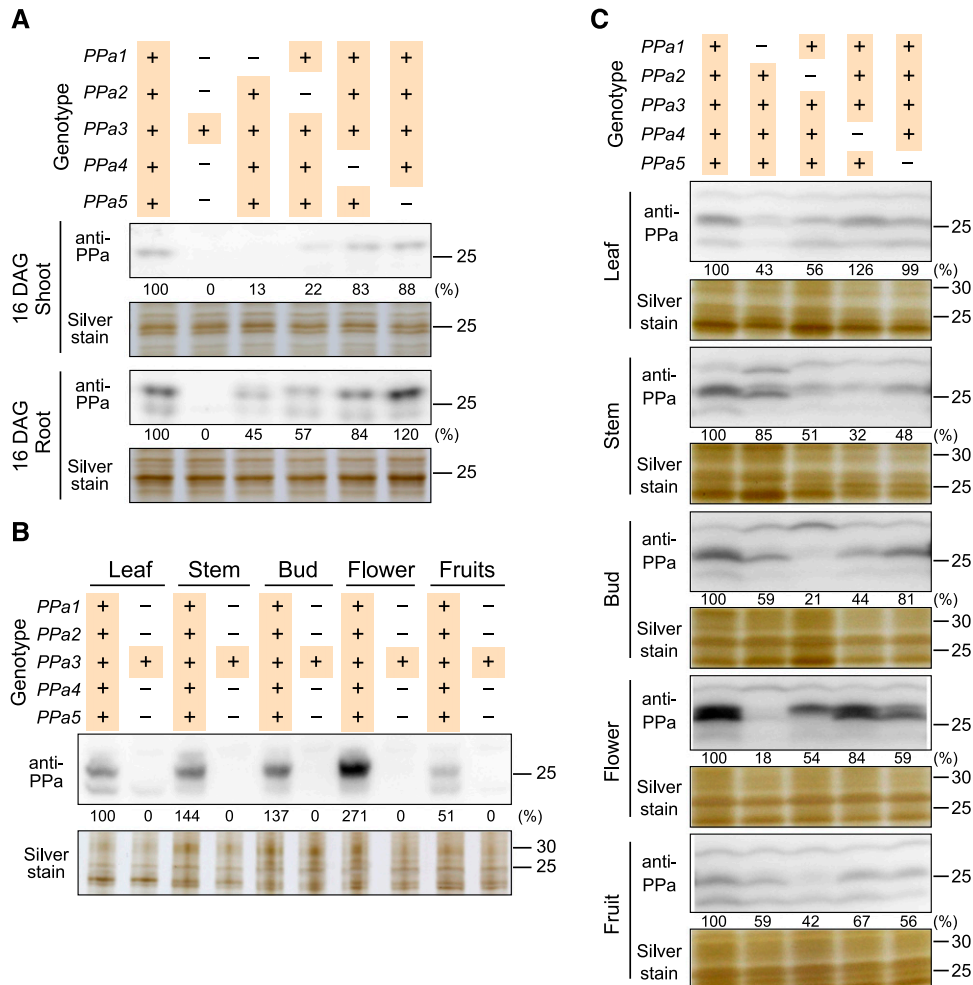 A
Genotype
PPa1 + – – + + +
PPa2 + – + – + +
PPa3 + + + + + +
PPa4 + – + + – +
PPa5 + – + + + –
16 DAG Shoot
anti-PPa
25
100 0 13 22 83 88 (%)
Silver stain
25
16 DAG Root
anti-PPa
25
100 0 45 57 84 120 (%)
Silver stain
25
B
Leaf Stem Bud Flower Fruits
Genotype
PPa1 + – + – + – + – + –
PPa2 + – + – + – + – + –
PPa3 + + + + + + + + + +
PPa4 + – + – + – + – + –
PPa5 + – + – + – + – + –
anti-PPa
25
100 0 144 0 137 0 271 0 51 0 (%)
Silver stain
30
25
C
Genotype
PPa1 + – + + +
PPa2 + + – + +
PPa3 + + + + +
PPa4 + + + – +
PPa5 + + + + –
Leaf
anti-PPa
25
100 43 56 126 99 (%)
Silver stain
30
25
Stem
anti-PPa
25
100 85 51 32 48 (%)
Silver stain
30
25
Bud
anti-PPa
25
100 59 21 44 81 (%)
Silver stain
30
25
Flower
anti-PPa
25
100 18 54 84 59 (%)
Silver stain
30
25
Fruit
anti-PPa
25
100 59 42 67 56 (%)
Silver stain
30
25